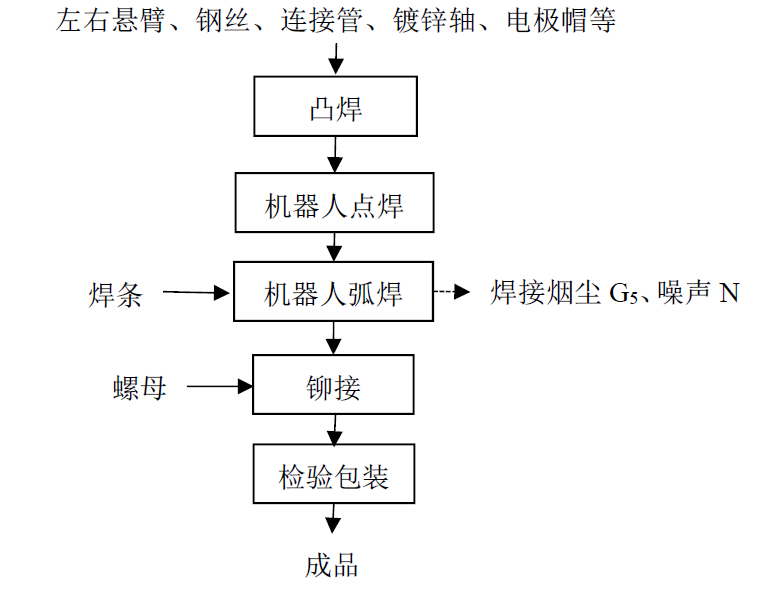 左右悬臂、钢丝、连接管、镀锌轴、电极帽等
凸焊
机器人点焊
焊条
机器人弧焊
焊接烟尘 G5、噪声 N
螺母
铆接
检验包装
成品